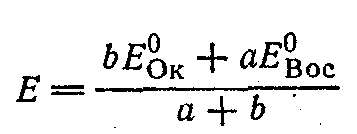 E = (bE⁰Ок + aE⁰Вос) / (a + b)